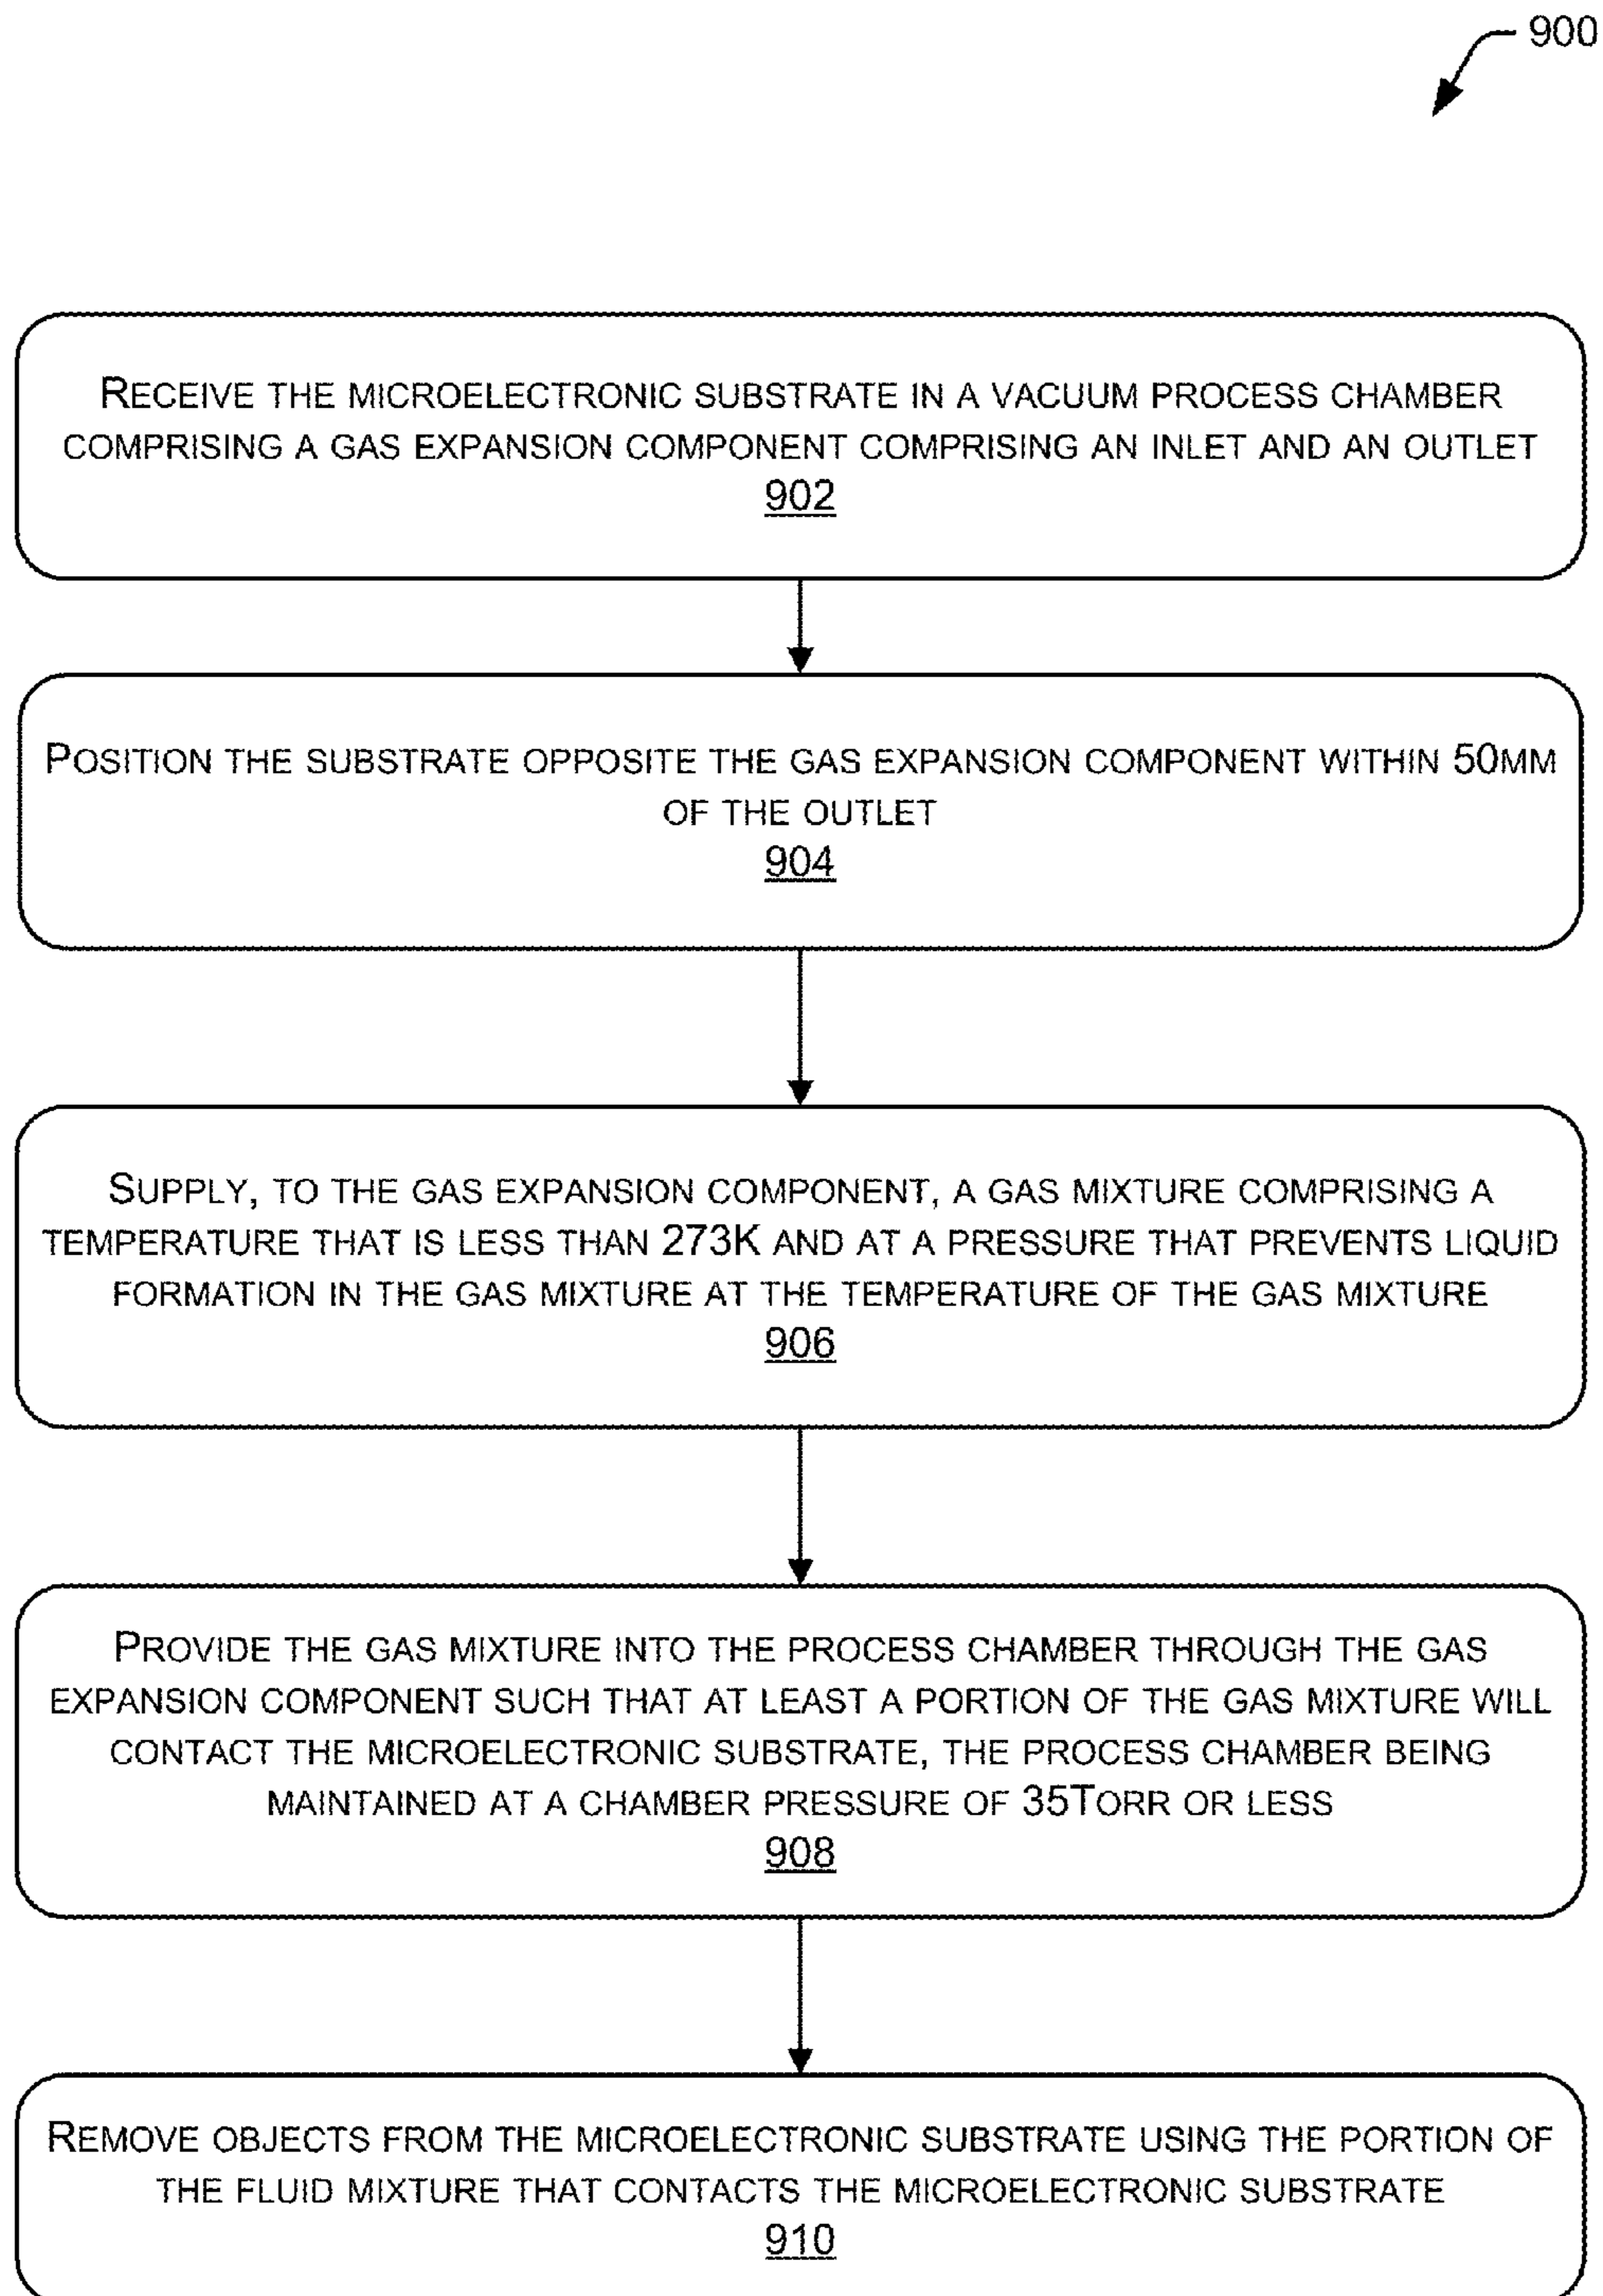 900
RECEIVE THE MICROELECTRONIC SUBSTRATE IN A VACUUM PROCESS CHAMBER
COMPRISING A GAS EXPANSION COMPONENT COMPRISING AN INLET AND AN OUTLET
902
POSITION THE SUBSTRATE OPPOSITE THE GAS EXPANSION COMPONENT WITHIN 50MM
OF THE OUTLET
904
SUPPLY, TO THE GAS EXPANSION COMPONENT, A GAS MIXTURE COMPRISING A
TEMPERATURE THAT IS LESS THAN 273K AND AT A PRESSURE THAT PREVENTS LIQUID
FORMATION IN THE GAS MIXTURE AT THE TEMPERATURE OF THE GAS MIXTURE
906
PROVIDE THE GAS MIXTURE INTO THE PROCESS CHAMBER THROUGH THE GAS
EXPANSION COMPONENT SUCH THAT AT LEAST A PORTION OF THE GAS MIXTURE WILL
CONTACT THE MICROELECTRONIC SUBSTRATE, THE PROCESS CHAMBER BEING
MAINTAINED AT A CHAMBER PRESSURE OF 35TORR OR LESS
908
REMOVE OBJECTS FROM THE MICROELECTRONIC SUBSTRATE USING THE PORTION OF
THE FLUID MIXTURE THAT CONTACTS THE MICROELECTRONIC SUBSTRATE
910